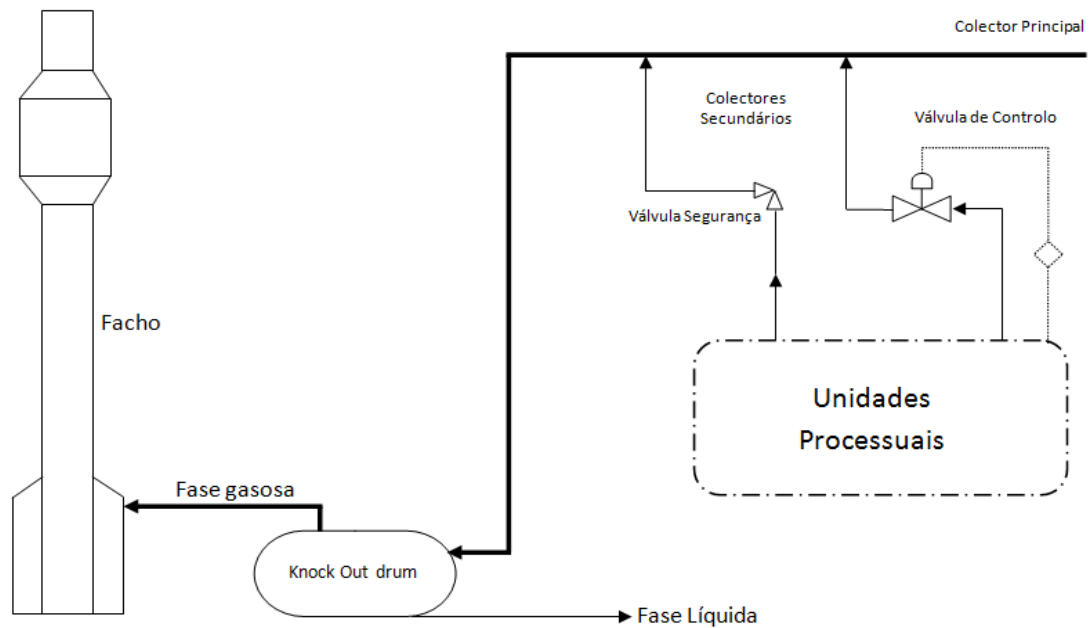 Colector Principal
Colectores
Secundários
Válvula de Controlo
Válvula Segurança
Facho
Unidades
Processuais
Fase gasosa
Knock Out drum
Fase Líquida